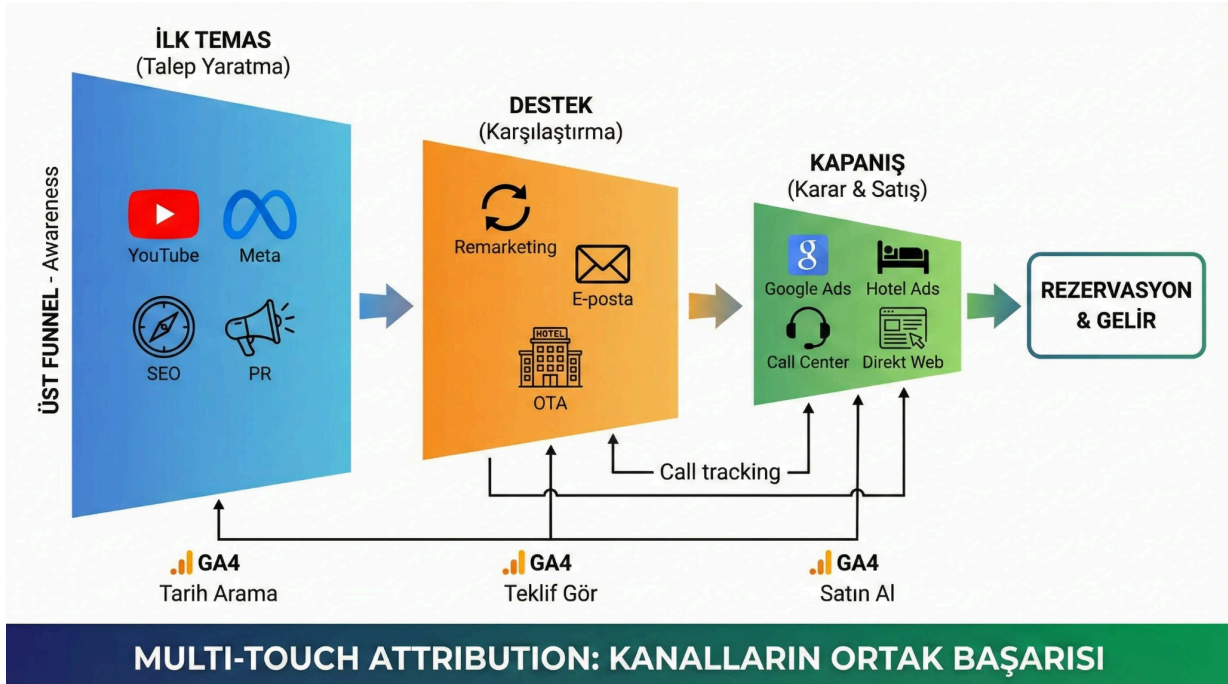 İLK TEMAS
(Talep Yaratma)
ÜST FUNNEL - Awareness
YouTube
Meta
SEO
PR
DESTEK
(Karşılaştırma)
Remarketing
E-posta
HOTEL
OTA
KAPANIŞ
(Karar & Satış)
g
Google Ads
Hotel Ads
Call Center
Direkt Web
REZERVASYON
& GELİR
Call tracking
GA4
Tarih Arama
GA4
Teklif Gör
GA4
Satın Al
MULTI-TOUCH ATTRIBUTION: KANALLARIN ORTAK BAŞARISI